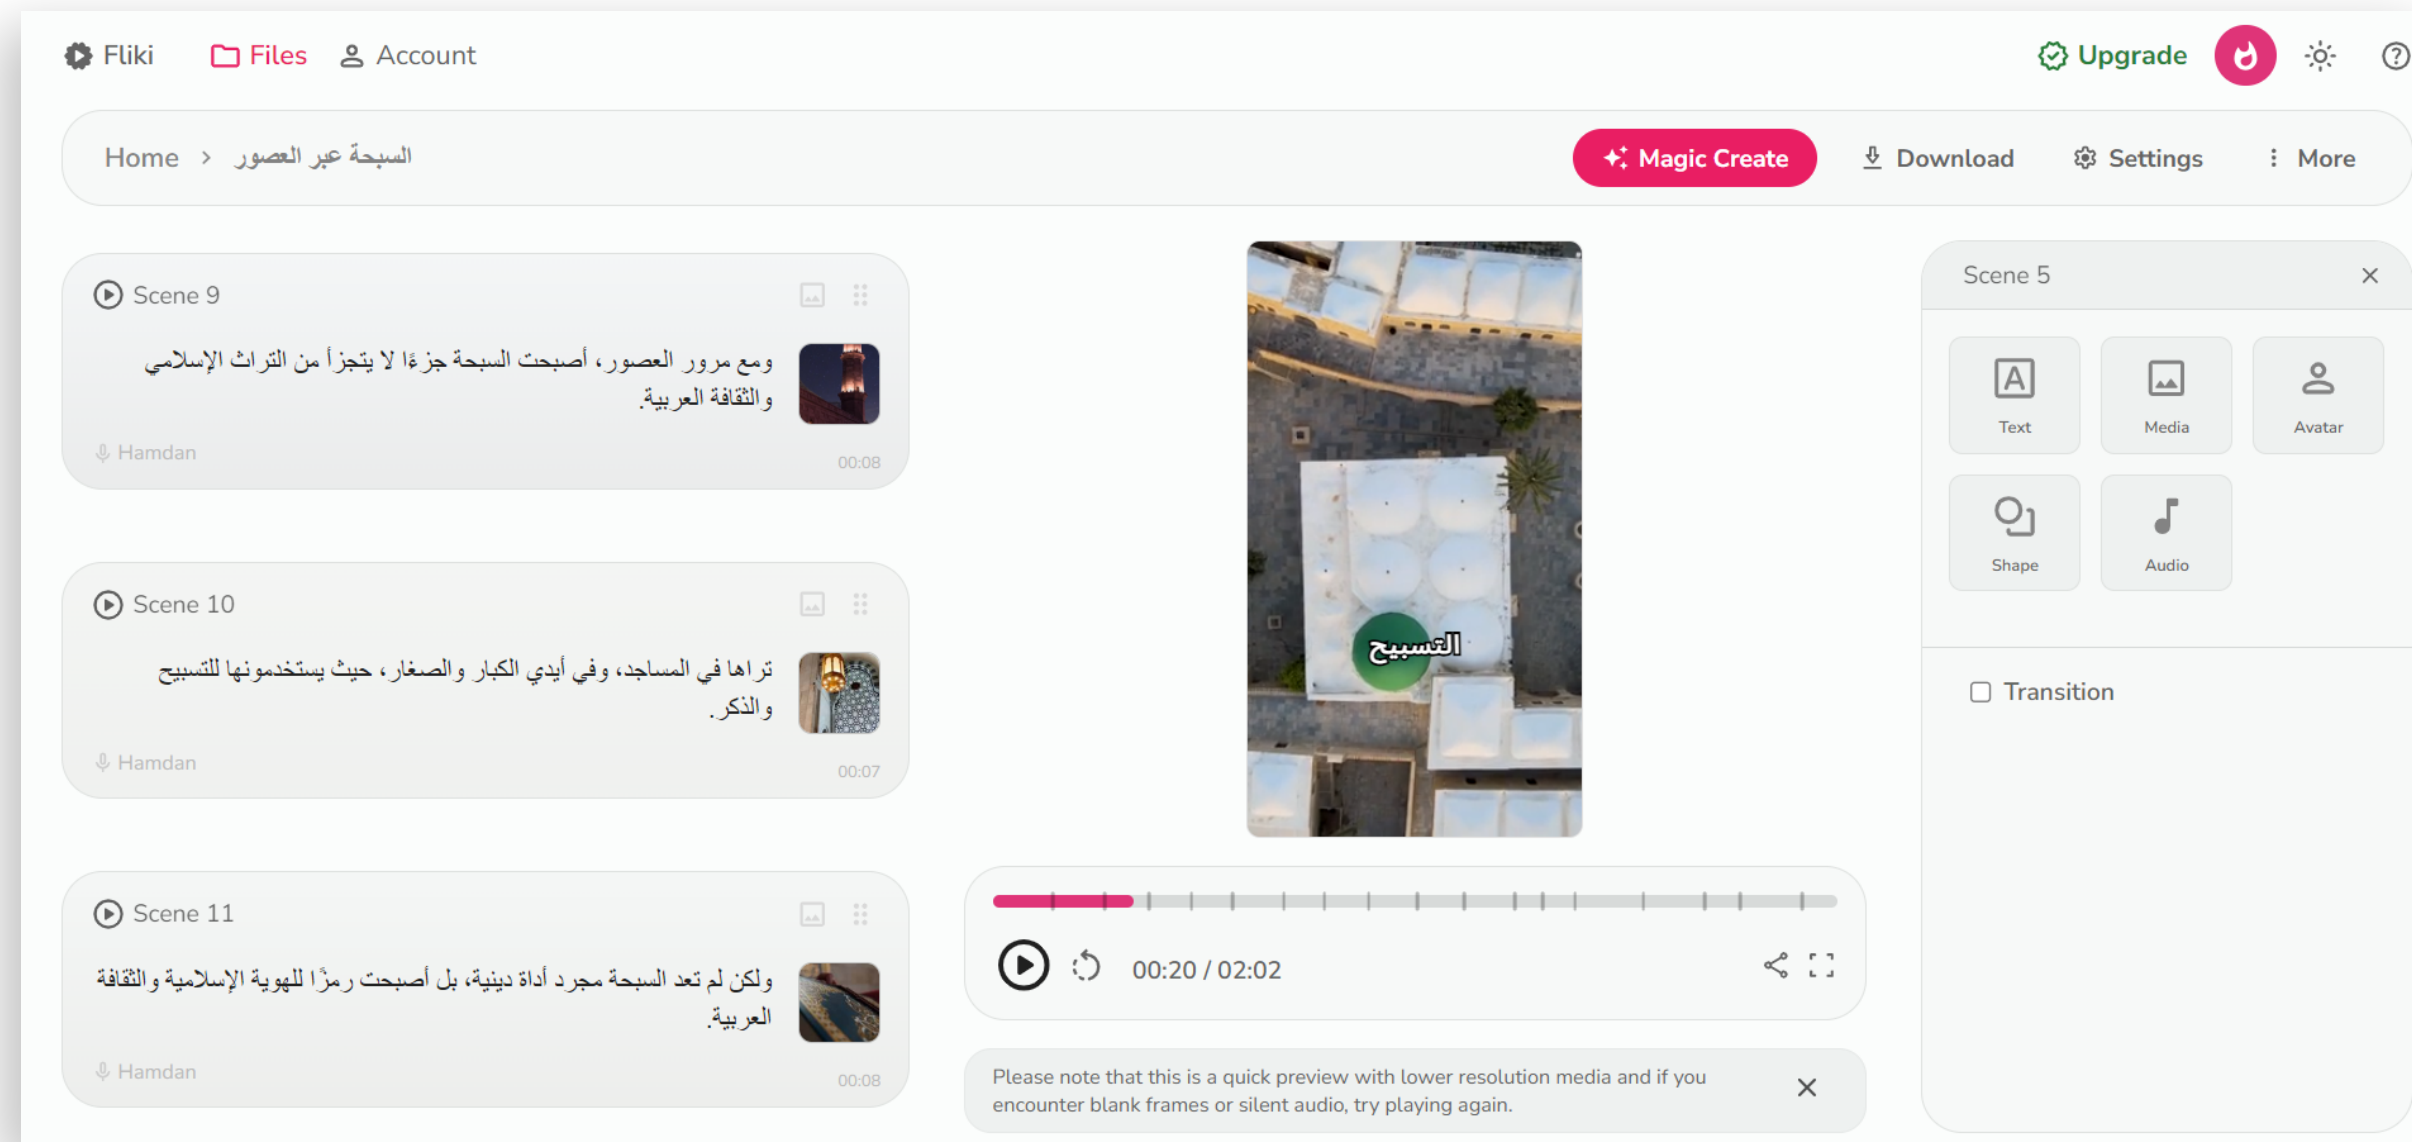 Fliki
Files
Account
Upgrade
Home > السبحة عبر العصور
Magic Create
Download
Settings
More
Scene 9
ومع مرور العصور، أصبحت السبحة جزءًا لا يتجزأ من التراث الإسلامي
والثقافة العربية.
Hamdan
00:08
Scene 10
تراها في المساجد، وفي أيدي الكبار والصغار، حيث يستخدمونها للتسبيح
والذكر.
Hamdan
00:07
Scene 11
ولكن لم تعد السبحة مجرد أداة دينية، بل أصبحت رمزًا للهوية الإسلامية والثقافة
العربية.
Hamdan
00:08
التسبيح
00:20 / 02:02
Please note that this is a quick preview with lower resolution media and if you
encounter blank frames or silent audio, try playing again.
Scene 5
Text
Media
Avatar
Shape
Audio
Transition